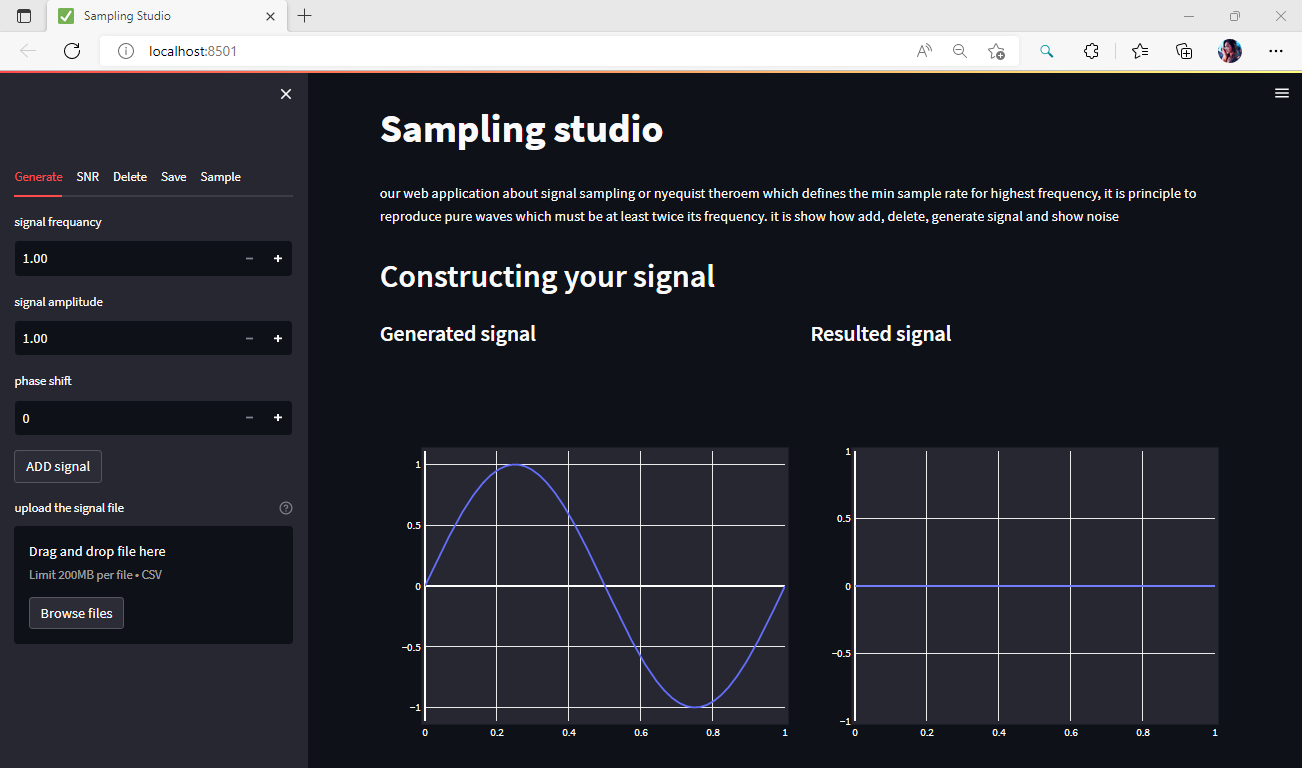 Sampling Studio
localhost:8501
Generate SNR Delete Save Sample
signal frequancy
1.00
signal amplitude
1.00
phase shift
0
ADD signal
upload the signal file
Drag and drop file here
Limit 200MB per file • CSV
Browse files
Sampling studio
our web application about signal sampling or nyequist theroem which defines the min sample rate for highest frequency, it is principle to
reproduce pure waves which must be at least twice its frequency. it is show how add, delete, generate signal and show noise
Constructing your signal
Generated signal
1
0.5
0
−0.5
−1
0 0.2 0.4 0.6 0.8 1
Resulted signal
1
0.5
0
−0.5
−1
0 0.2 0.4 0.6 0.8 1